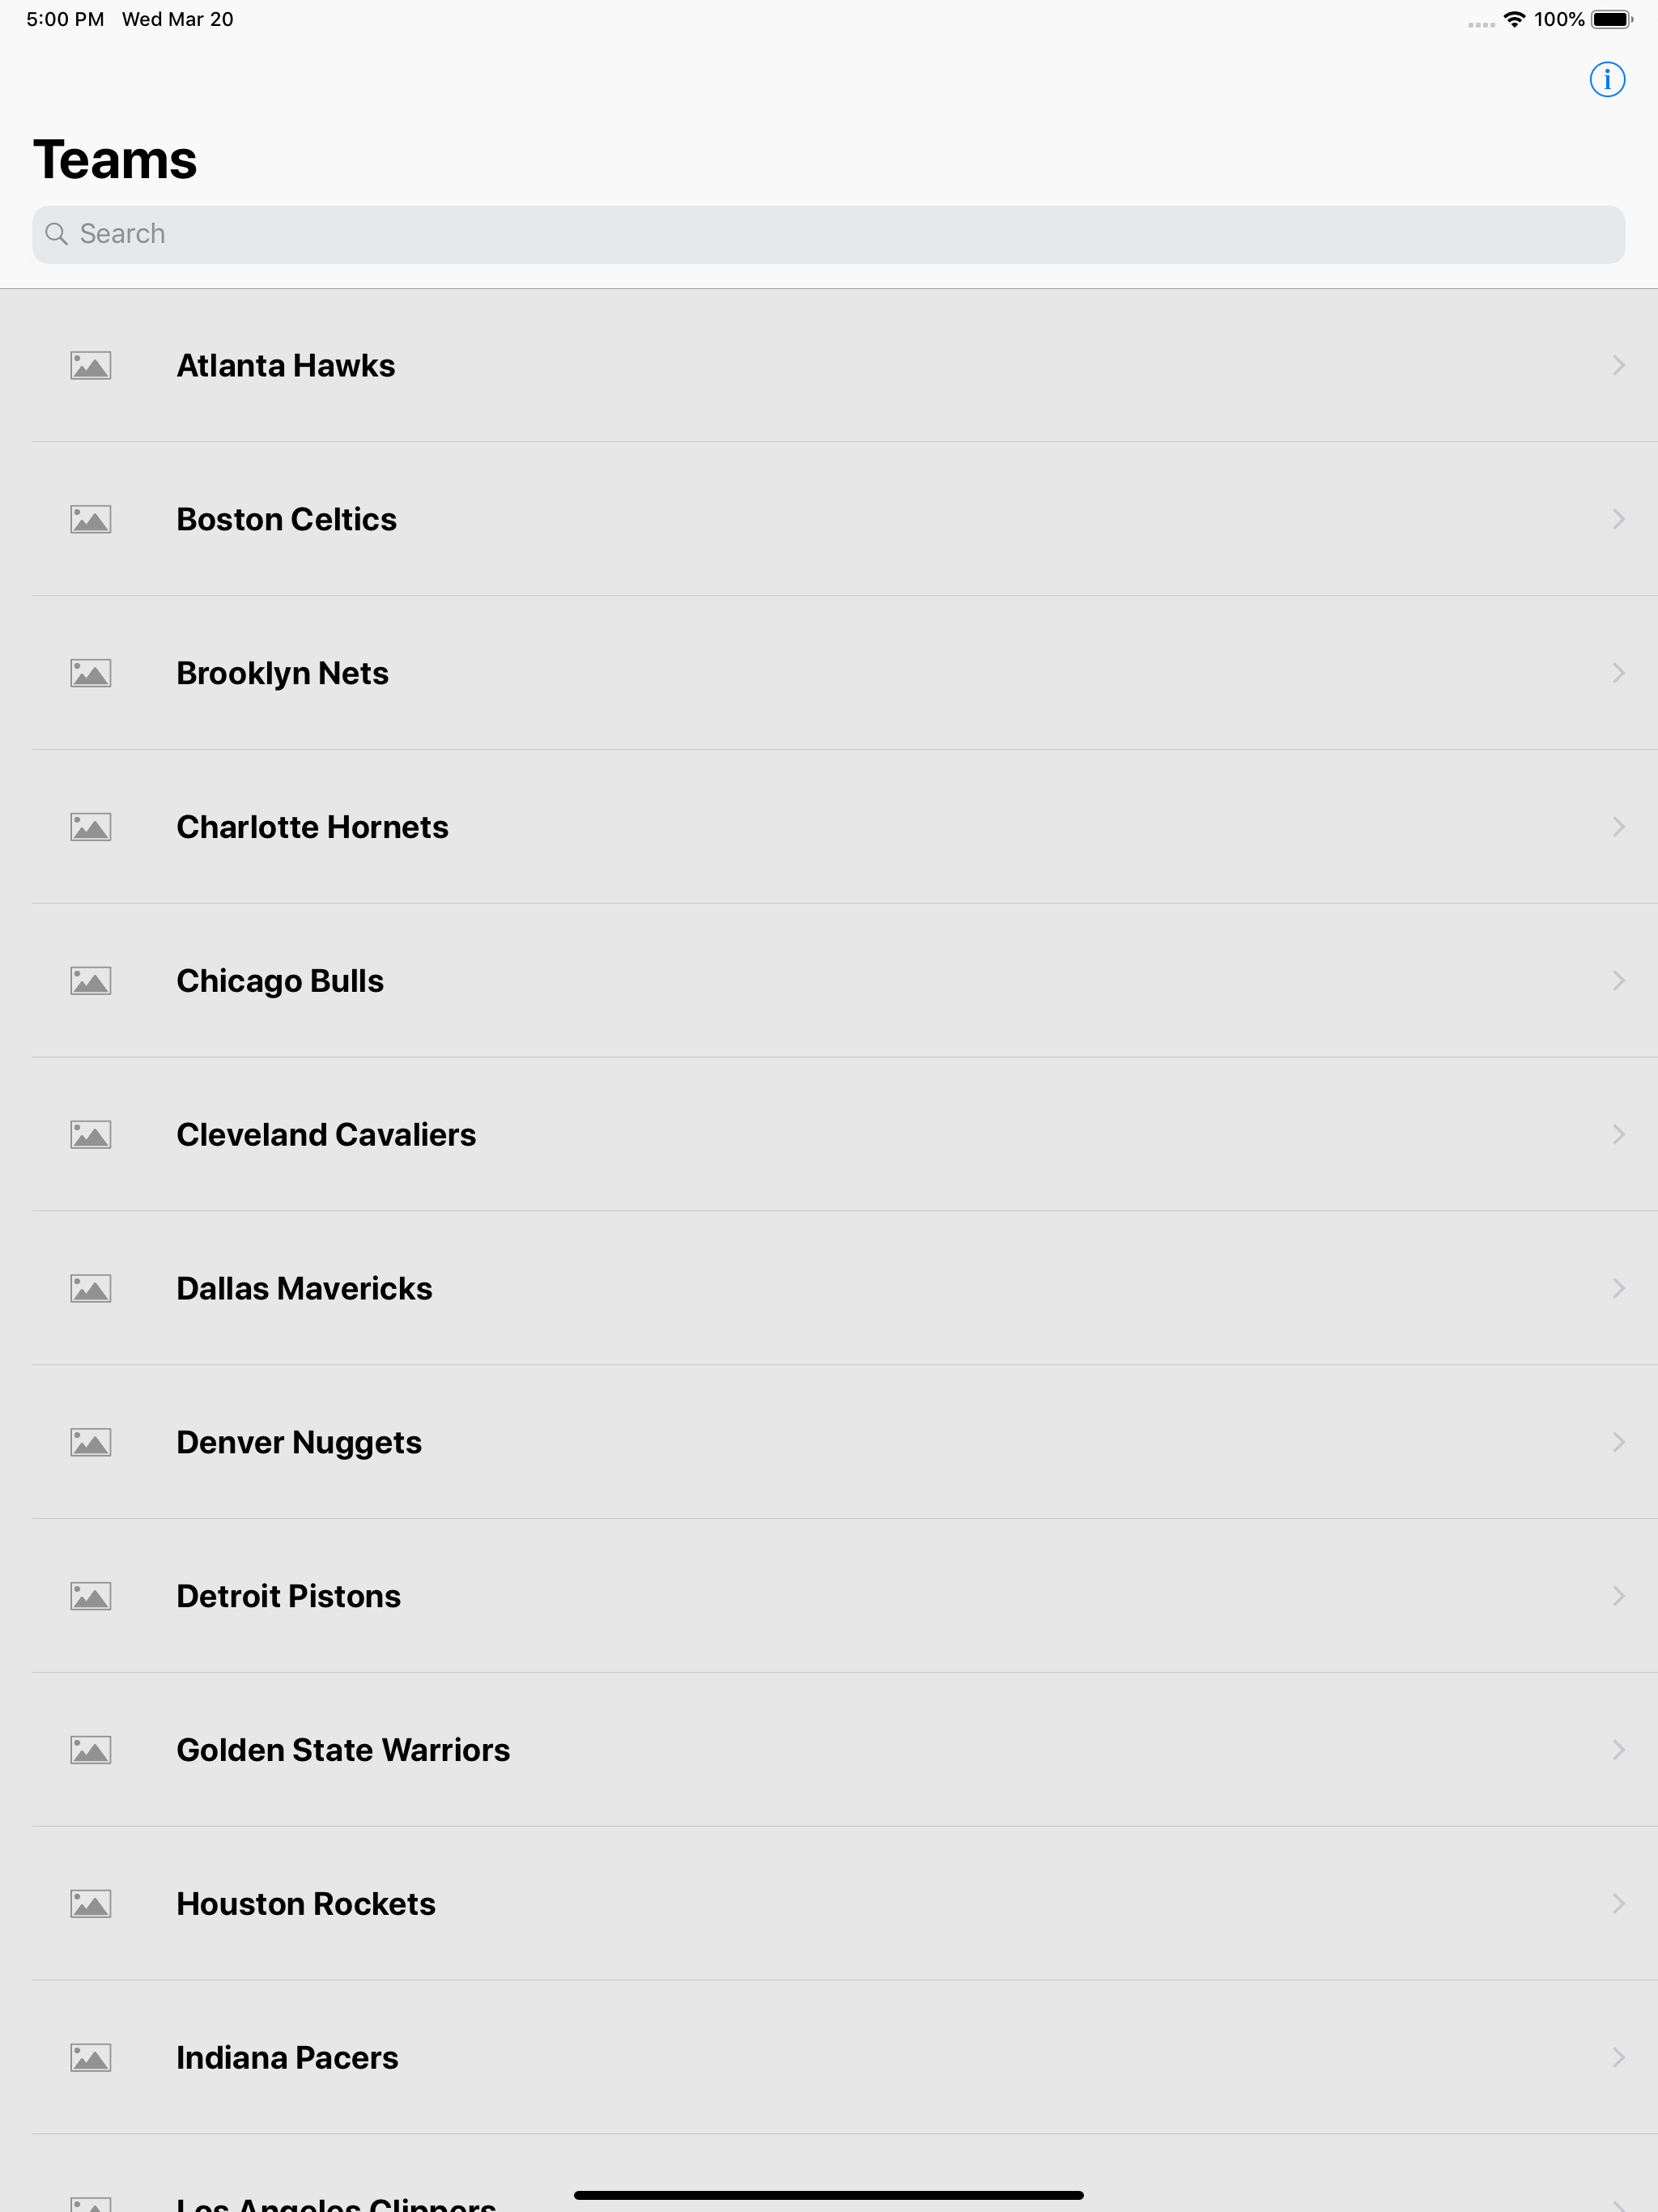 5:00 PM Wed Mar 20
100%
Teams
Search
Atlanta Hawks
Boston Celtics
Brooklyn Nets
Charlotte Hornets
Chicago Bulls
Cleveland Cavaliers
Dallas Mavericks
Denver Nuggets
Detroit Pistons
Golden State Warriors
Houston Rockets
Indiana Pacers
Los Angeles Clippers